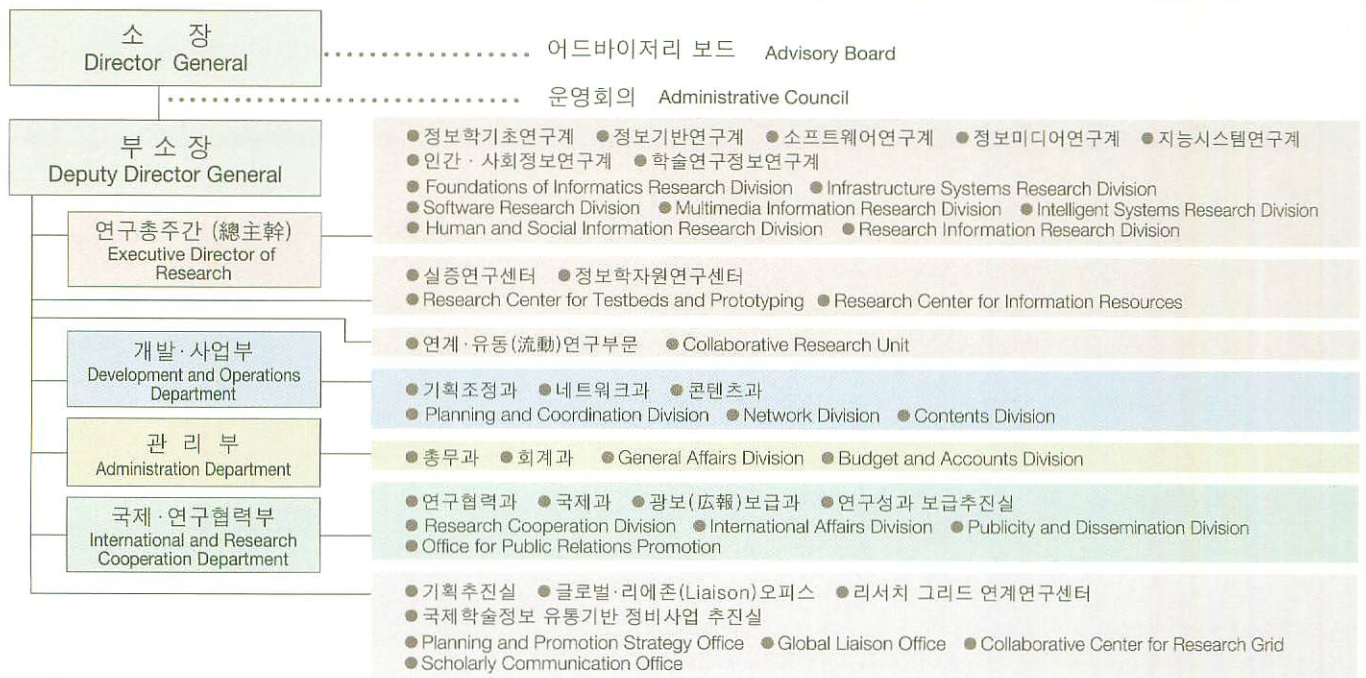 소 장
Director General
어드바이저리 보드 Advisory Board
운영회의 Administrative Council
부 소 장
Deputy Director General
●정보학기초연구계 ●정보기반연구계 ●소프트웨어연구계 ●정보미디어연구계 ●지능시스템연구계
●인간·사회정보연구계 ●학술연구정보연구계
●Foundations of Informatics Research Division ●Infrastructure Systems Research Division
●Software Research Division ●Multimedia Information Research Division ●Intelligent Systems Research Division
●Human and Social Information Research Division ●Research Information Research Division
연구총주간 (總主幹)
Executive Director of
Research
●실증연구센터 ●정보학자원연구센터
●Research Center for Testbeds and Prototyping ●Research Center for Information Resources
●연계·유동(流動)연구부문 ●Collaborative Research Unit
개발·사업부
Development and Operations
Department
●기획조정과 ●네트워크과 ●콘텐츠과
●Planning and Coordination Division ●Network Division ●Contents Division
관 리 부
Administration Department
●총무과 ●회계과 ●General Affairs Division ●Budget and Accounts Division
국제·연구협력부
International and Research
Cooperation Department
●연구협력과 ●국제과 ●광보(広報)보급과 ●연구성과 보급추진실
●Research Cooperation Division ●International Affairs Division ●Publicity and Dissemination Division
●Office for Public Relations Promotion
●기획추진실 ●글로벌·리에존(Liaison)오피스 ●리서치 그리드 연계연구센터
●국제학술정보 유통기반 정비사업 추진실
●Planning and Promotion Strategy Office ●Global Liaison Office ●Collaborative Center for Research Grid
●Scholarly Communication Office